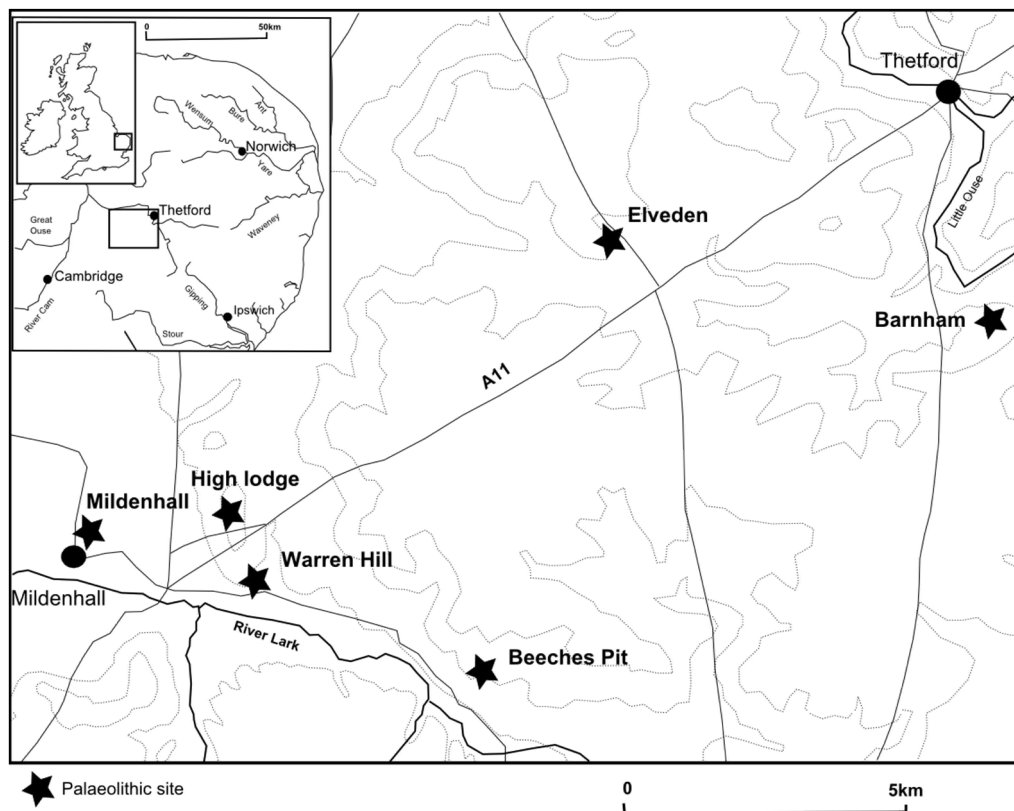 0
50km
Wensum
Bure
Ant
Norwich
Yare
Thetford
Great
Ouse
Waveney
Cambridge
River Cam
Gipping
Ipswich
Stour
Thetford
Little Ouse
Elveden
Barnham
A11
High lodge
Mildenhall
Warren Hill
Mildenhall
River Lark
Beeches Pit
Palaeolithic site
0
5km